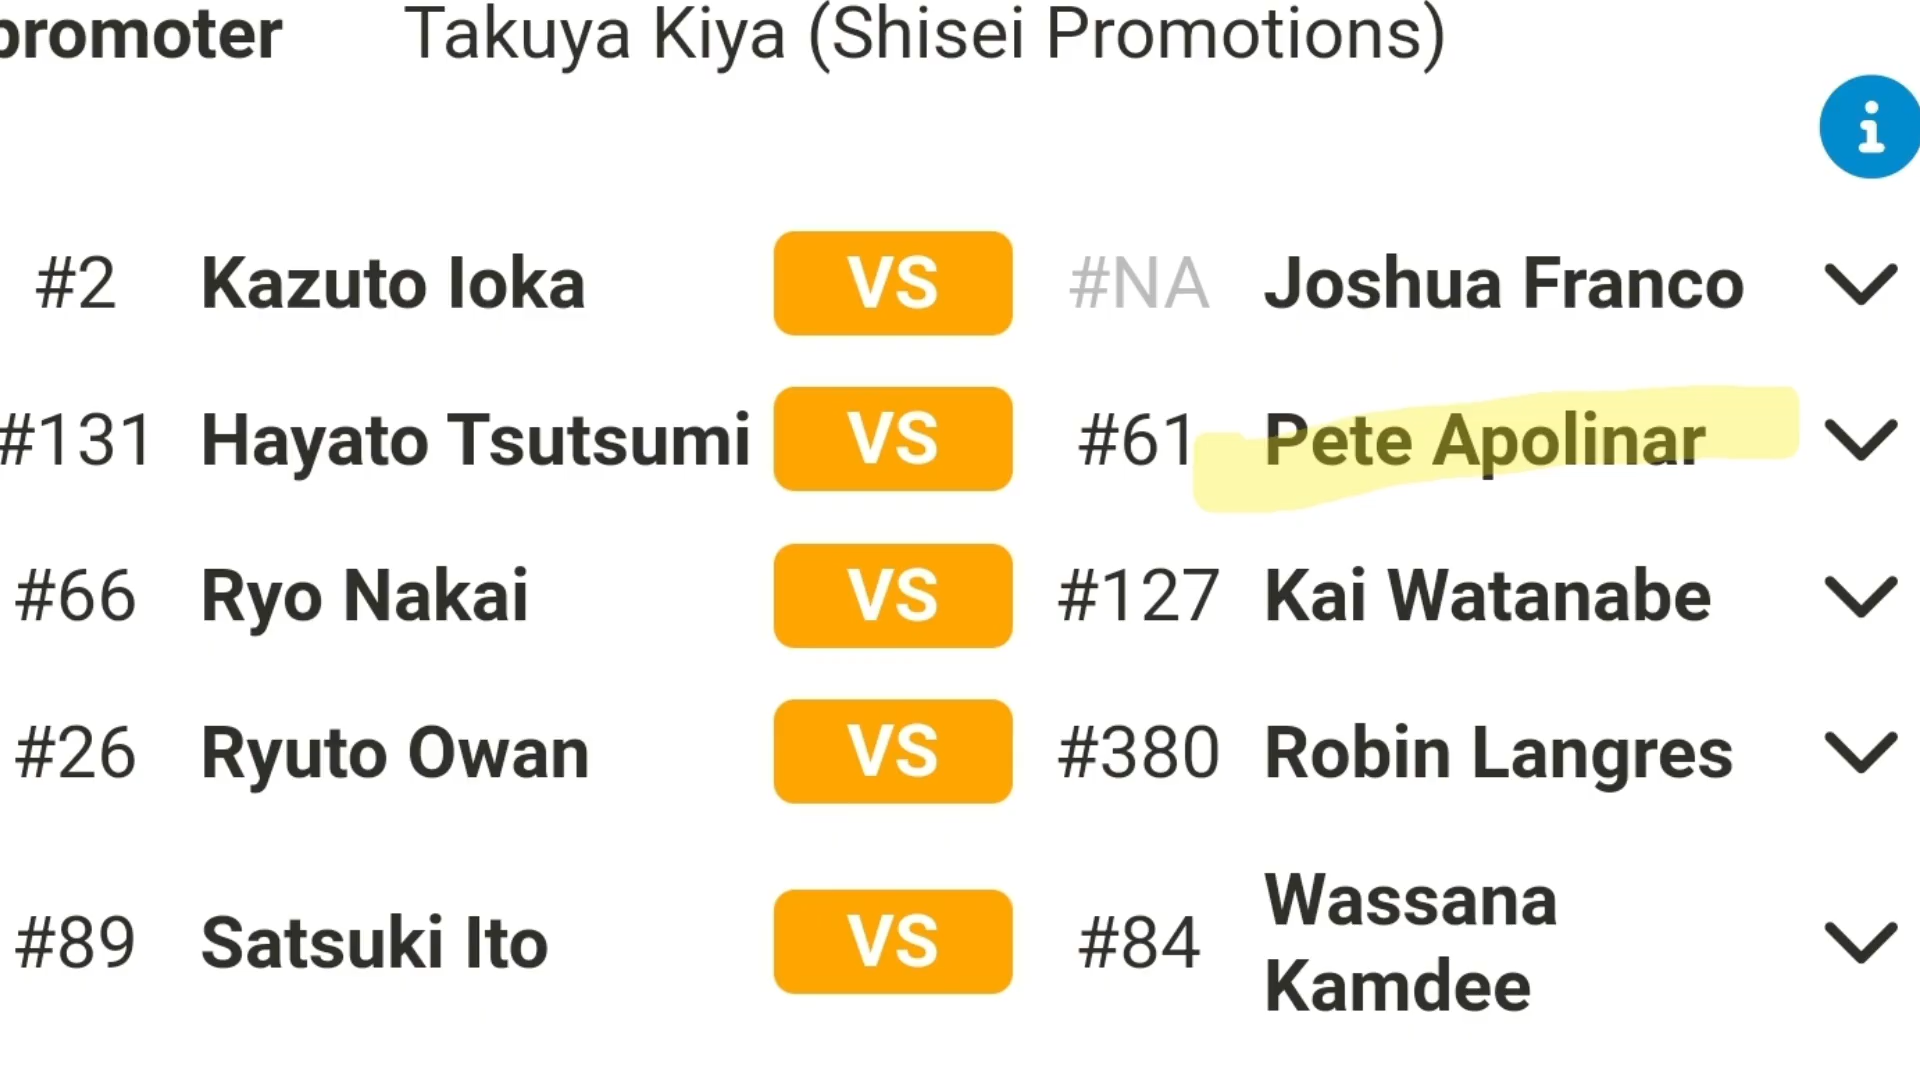 promoter Takuya Kiya (Shisei Promotions)
i
#2 Kazuto Ioka VS #NA Joshua Franco
#131 Hayato Tsutsumi VS #61 Pete Apolinar
#66 Ryo Nakai VS #127 Kai Watanabe
#26 Ryuto Owan VS #380 Robin Langres
#89 Satsuki Ito VS #84 Wassana
Kamdee